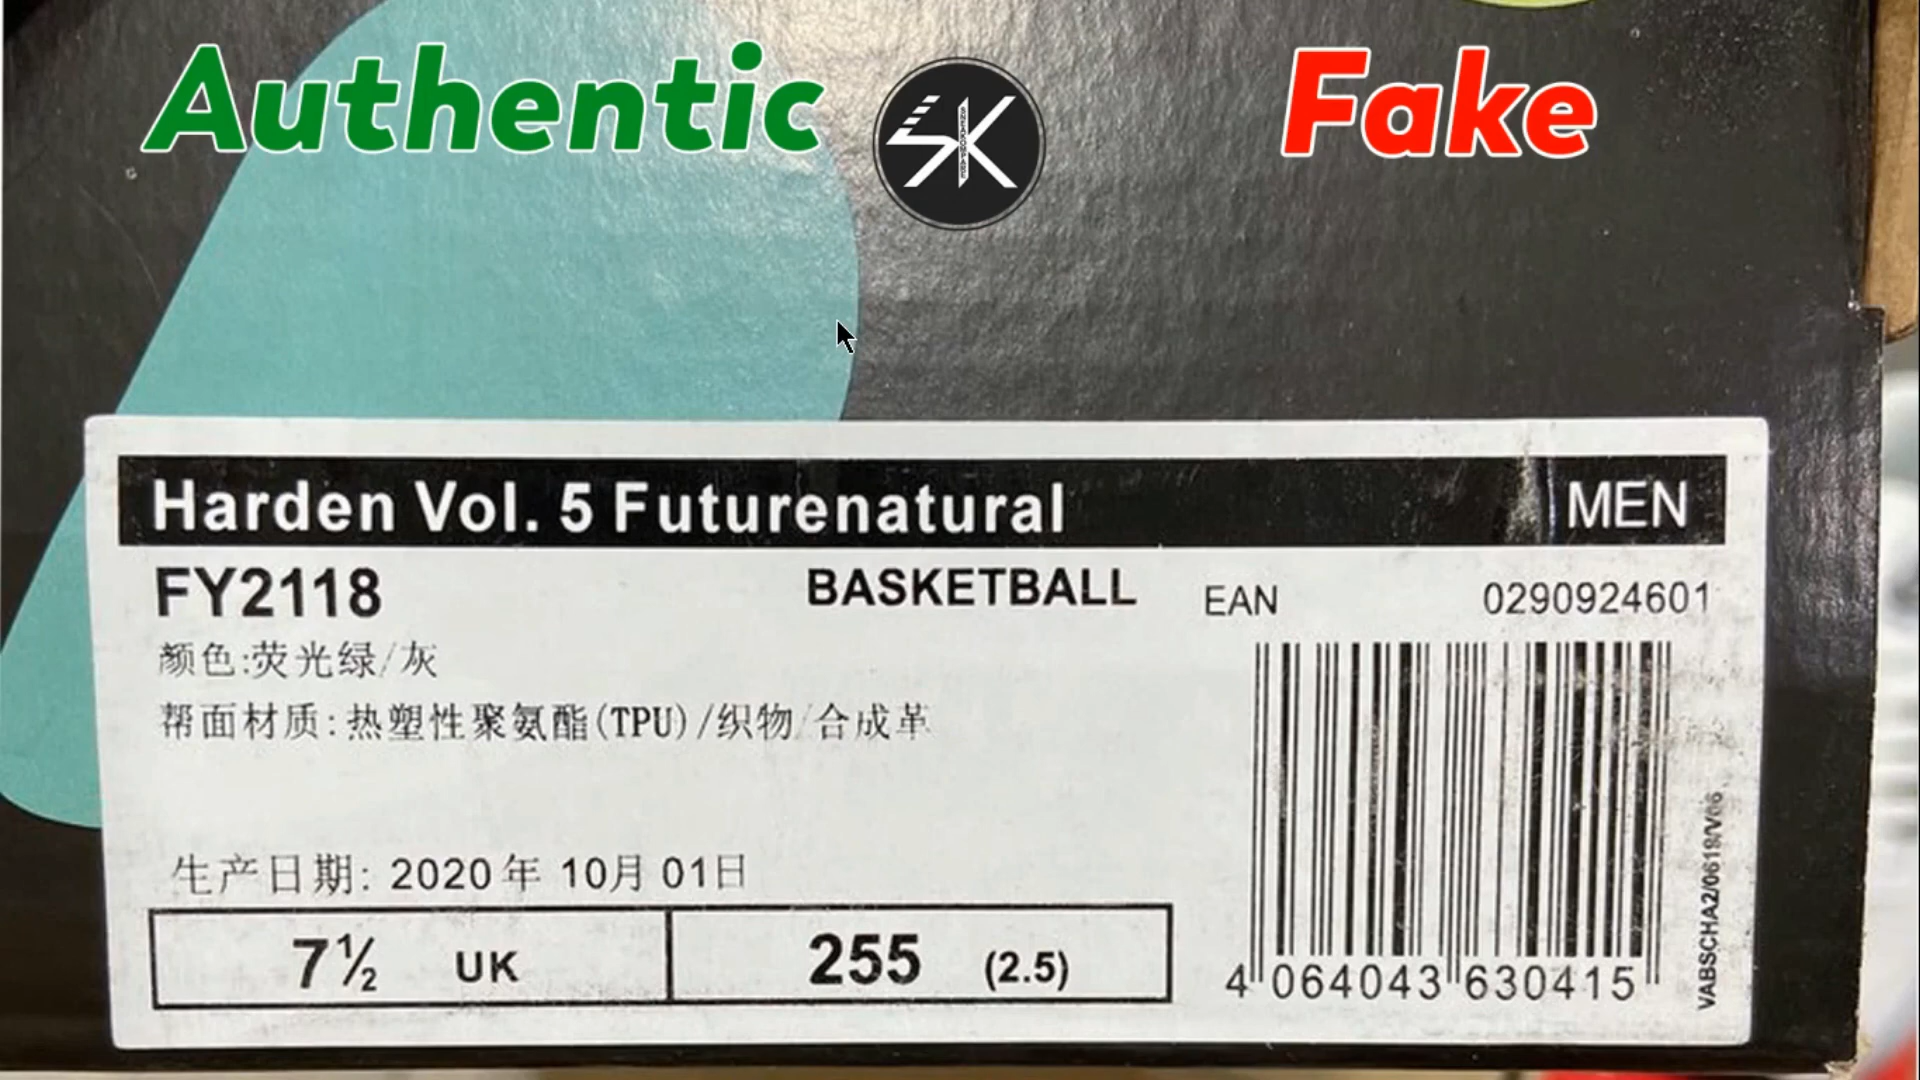 Authentic
Fake
SK
Harden Vol. 5 Futurenatural MEN
FY2118 BASKETBALL EAN 0290924601
颜色:荧光绿/灰
帮面材质:热塑性聚氨酯(TPU)/织物/合成革
生产日期: 2020年 10月 01日
7½ UK 255 (2.5)
4 064043 630415
VABSCHA2/0619/V06